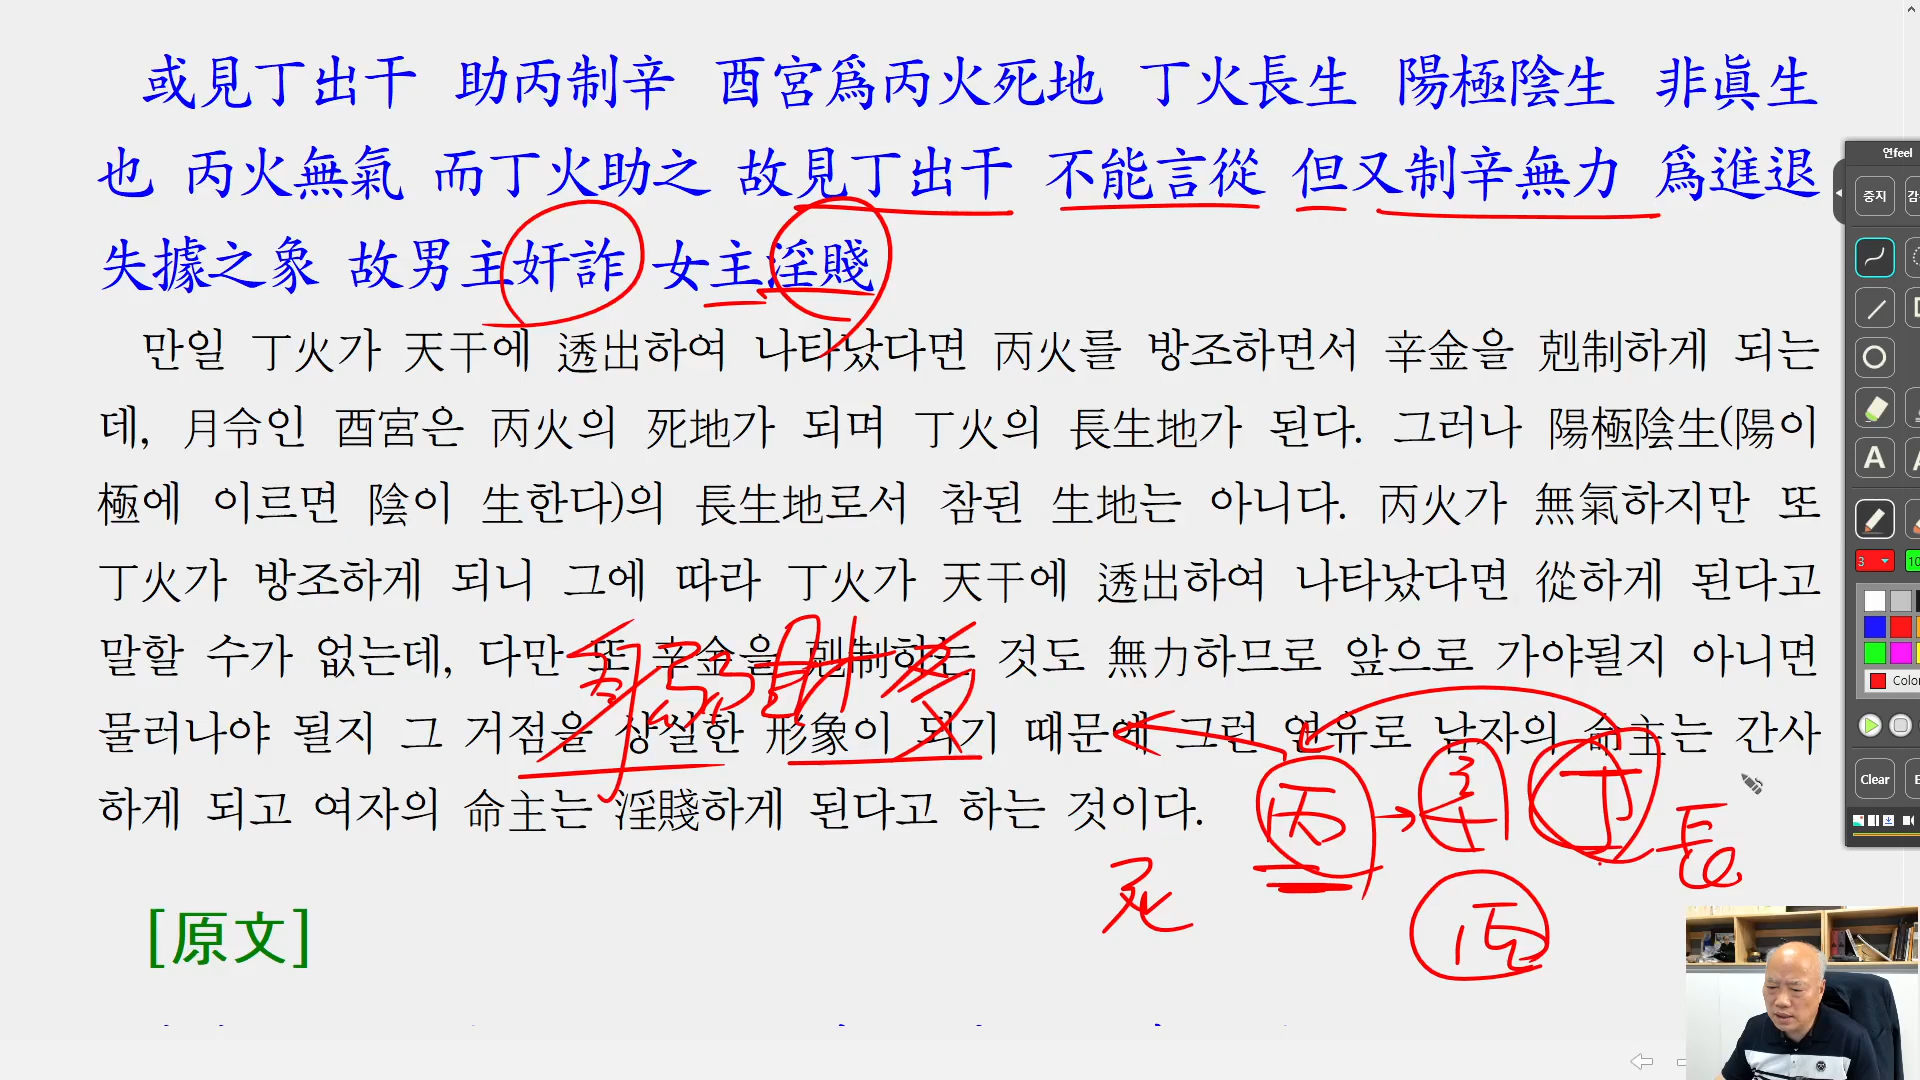 或見丁出干 助丙制辛 酉宮爲丙火死地 丁火長生 陽極陰生 非眞生
也 丙火無氣 而丁火助之 故見丁出干 不能言從 但又制辛無力 爲進退
失據之象 故男主奸詐 女主淫賤
만일 丁火가 天干에 透出하여 나타났다면 丙火를 방조하면서 辛金을 剋制하게 되는
데, 月令인 酉宮은 丙火의 死地가 되며 丁火의 長生地가 된다. 그러나 陽極陰生(陽이
極에 이르면 陰이 生한다)의 長生地로서 참된 生地는 아니다. 丙火가 無氣하지만 또
丁火가 방조하게 되니 그에 따라 丁火가 天干에 透出하여 나타났다면 從하게 된다고
말할 수가 없는데, 다만 또 辛金을 剋制하는 것도 無力하므로 앞으로 가야될지 아니면
물러나야 될지 그 거점을 상실한 形象이 되기 때문에 그런 연유로 남자의 命主는 간사
하게 되고 여자의 命主는 淫賤하게 된다고 하는 것이다.
丙 辛 丁 長
死
酉
[原文]
연feel
중지
A
3
10
Color
Clear